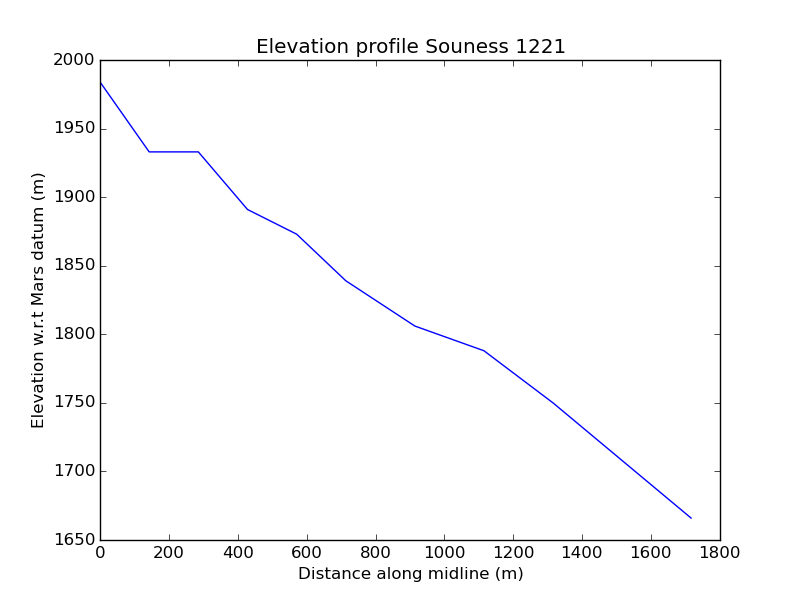 Elevation profile Souness 1221
Elevation w.r.t Mars datum (m)
2000
1950
1900
1850
1800
1750
1700
1650
0 200 400 600 800 1000 1200 1400 1600 1800
Distance along midline (m)